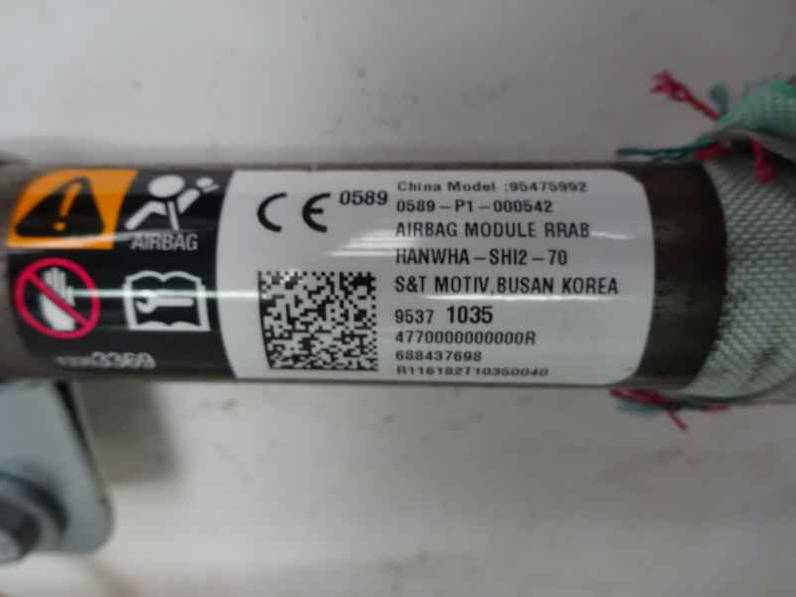 AIRBAG
CE 0589
China Model :95475992
0589-P1-000542
AIRBAG MODULE RRAB
HANWHA-SHI2-70
S&T MOTIV,BUSAN KOREA
9537 1035
4770000000000R
688437698
R116182T10350040